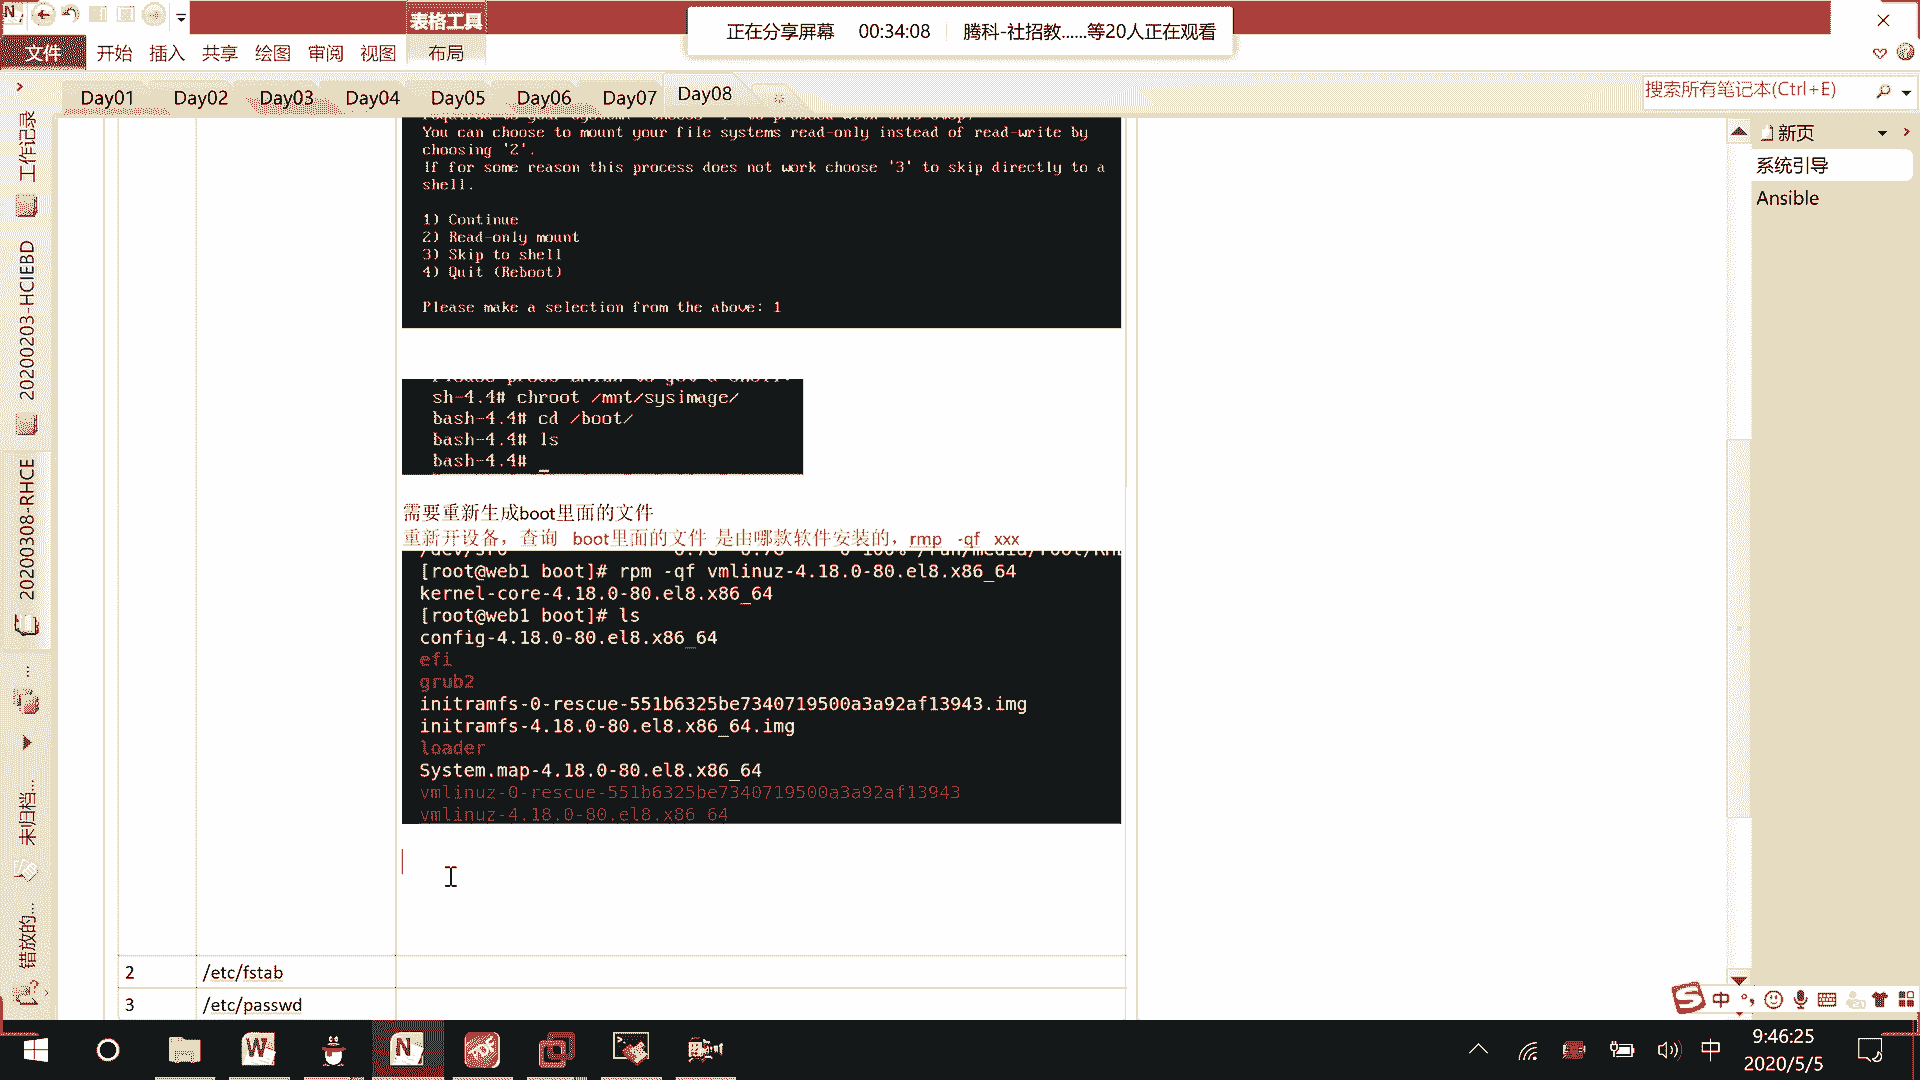 表格工具
正在分享屏幕 00:34:08 腾科-社招教......等20人正在观看
文件 开始 插入 共享 绘图 审阅 视图 布局
Day01 Day02 Day03 Day04 Day05 Day06 Day07 Day08
搜索所有笔记本(Ctrl+E)
工作记录
20200203-HCIEBD
20200308-RHCE
...
未归档...
错放的...
新页
系统引导
Ansible
You can choose to mount your file systems read-only instead of read-write by
choosing '2'.
If for some reason this process does not work choose '3' to skip directly to a
shell.
1) Continue
2) Read-only mount
3) Skip to shell
4) Quit (Reboot)
Please make a selection from the above: 1
sh-4.4# chroot /mnt/sysimage/
bash-4.4# cd /boot/
bash-4.4# ls
bash-4.4# _
需要重新生成boot里面的文件
重新开设备，查询 boot里面的文件 是由哪款软件安装的，rmp -qf xxx
[root@web1 boot]# rpm -qf vmlinuz-4.18.0-80.el8.x86_64
kernel-core-4.18.0-80.el8.x86_64
[root@web1 boot]# ls
config-4.18.0-80.el8.x86_64
efi
grub2
initramfs-0-rescue-551b6325be7340719500a3a92af13943.img
initramfs-4.18.0-80.el8.x86_64.img
loader
System.map-4.18.0-80.el8.x86_64
vmlinuz-0-rescue-551b6325be7340719500a3a92af13943
vmlinuz-4.18.0-80.el8.x86_64
2 /etc/fstab
3 /etc/passwd
中
中
9:46:25
2020/5/5